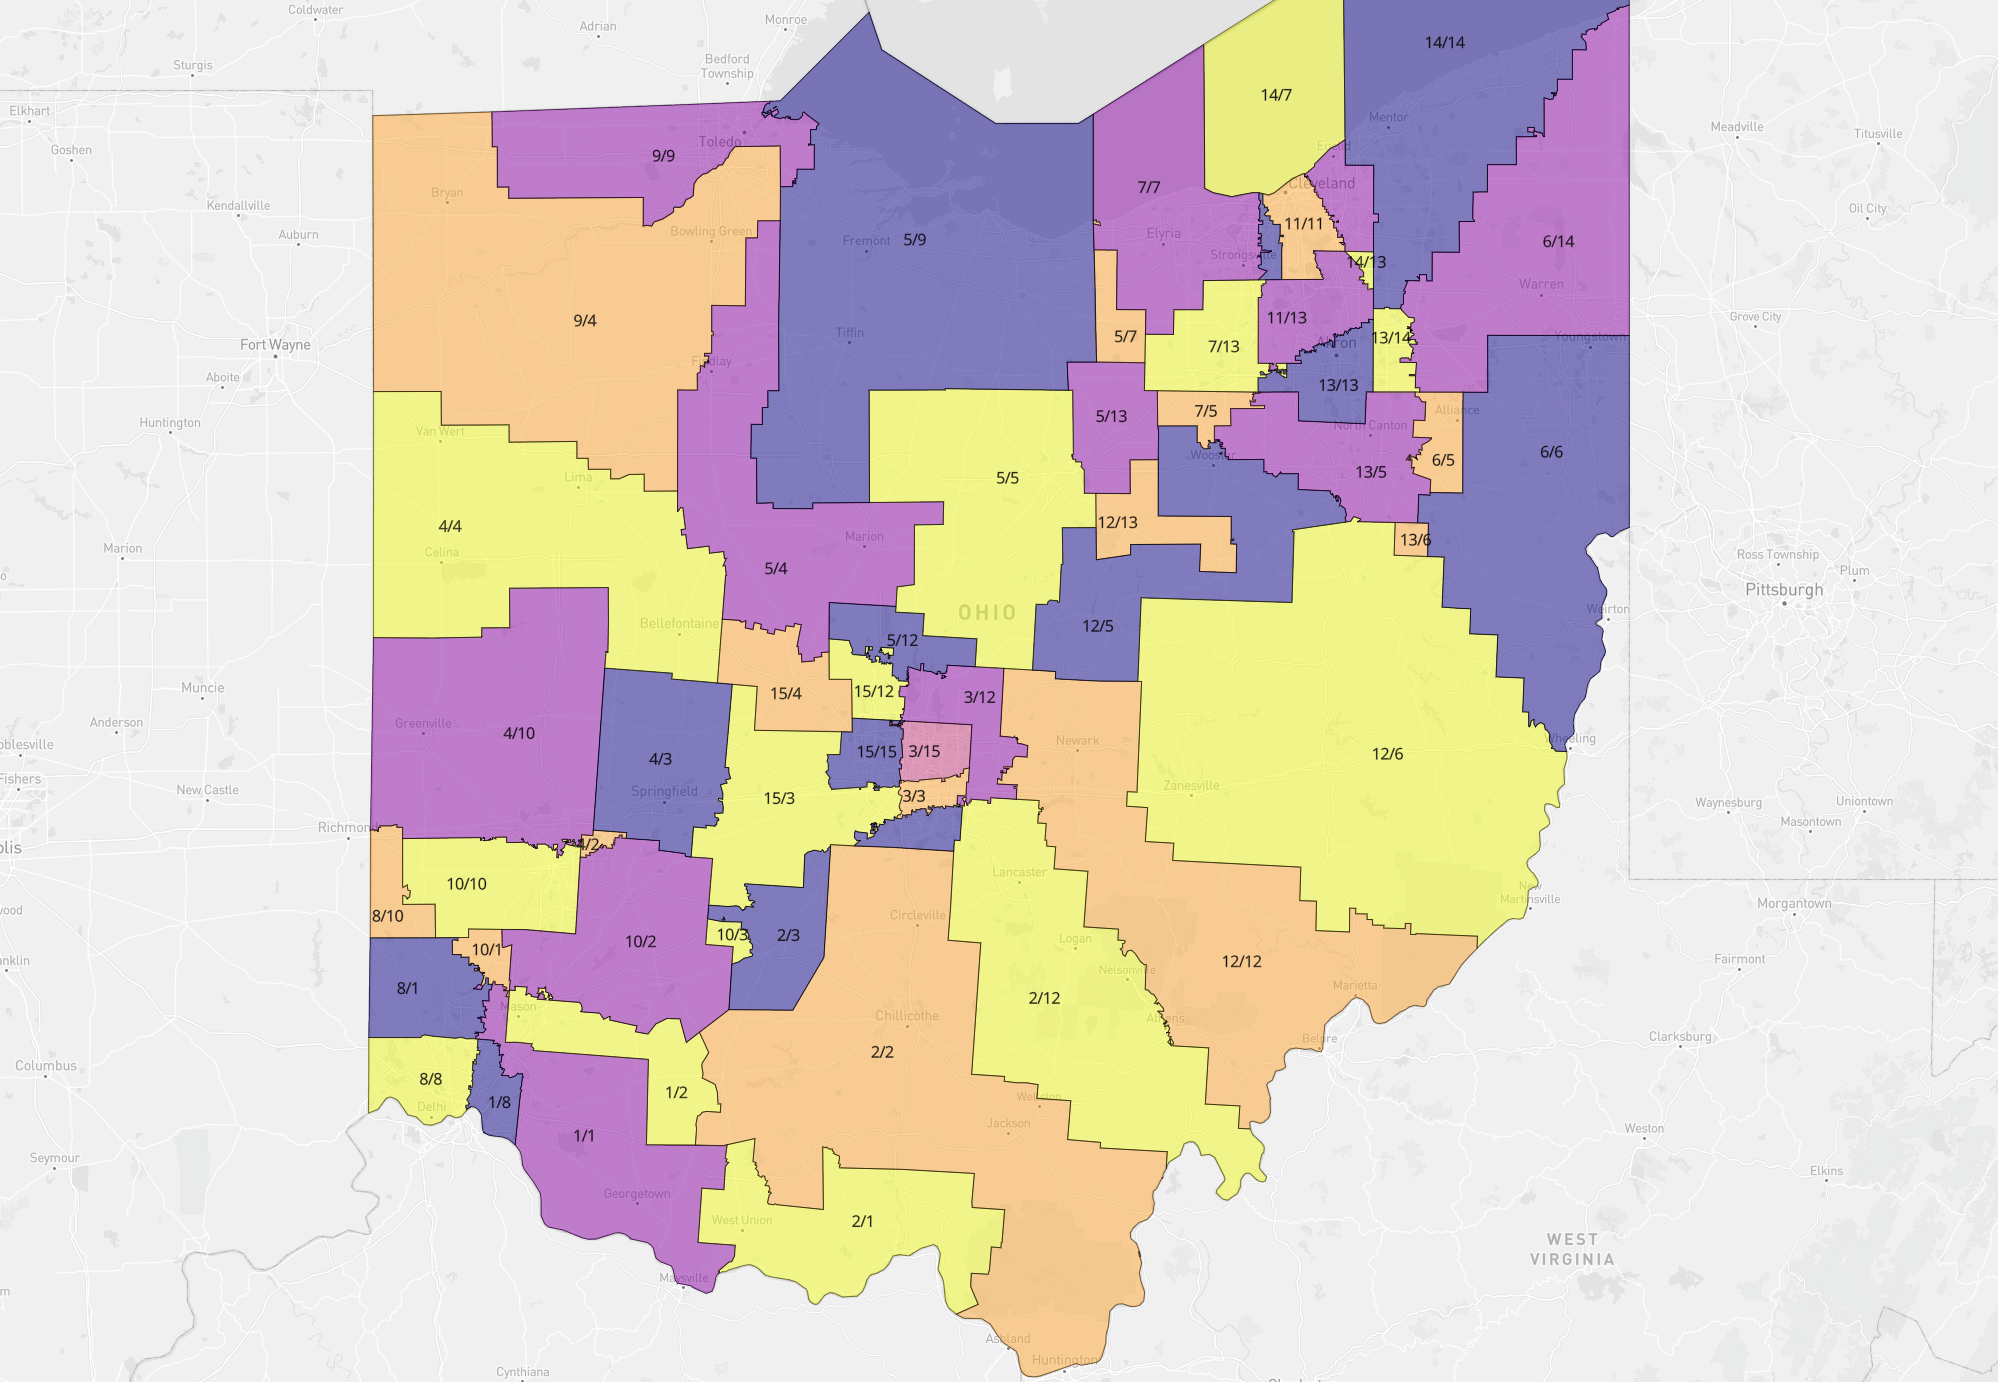 Coldwater
Monroe
Adrian
Sturgis
Bedford
Township
14/14
Elkhart
14/7
Mentor
Meadville
Titusville
Goshen
Toledo
9/9
Euclid
Bryan
7/7
Cleveland
Kendallville
Oil City
Auburn
Bowling Green
Fremont
5/9
Elyria
11/11
6/14
Strongsville
14/13
Warren
9/4
11/13
Grove City
Tiffin
5/7
7/13
Akron
13/14
Youngstown
Fort Wayne
Findlay
Aboite
13/13
Huntington
Van Wert
5/13
7/5
Alliance
North Canton
Wooster
6/5
6/6
Lima
5/5
13/5
4/4
12/13
Marion
Marion
13/6
Celina
Ross Township
5/4
Plum
Pittsburgh
OHIO
Weirton
Bellefontaine
5/12
12/5
Muncie
15/4
15/12
3/12
Anderson
Greenville
4/10
Newark
Wheeling
oblesville
15/15
3/15
12/6
4/3
Fishers
New Castle
Springfield
15/3
3/3
Zanesville
Waynesburg
Uniontown
Richmond
Masontown
olis
4/2
10/10
Lancaster
New
Martinsville
Morgantown
wood
8/10
Circleville
10/3
2/3
10/2
Logan
10/1
anklin
Nelsonville
12/12
Fairmont
8/1
Marietta
2/12
Mason
Chillicothe
Athens
Belpre
Clarksburg
2/2
Columbus
8/8
1/2
Wellston
Delhi
1/8
Jackson
1/1
Weston
Seymour
Elkins
Georgetown
West Union
2/1
WEST
VIRGINIA
Maysville
m
Ashland
Huntington
Cynthiana